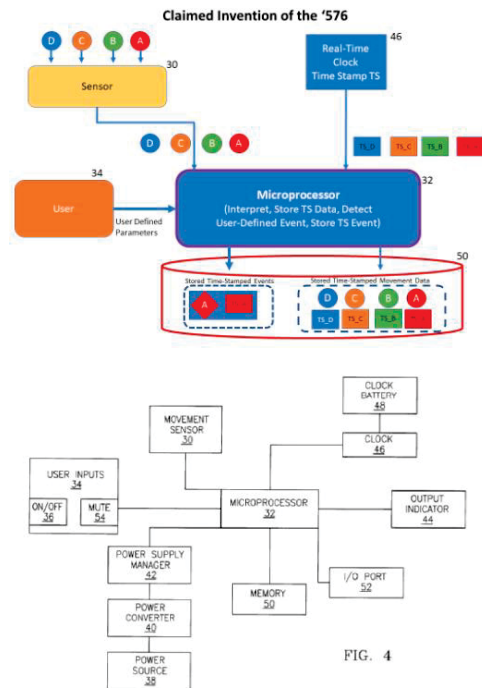 Claimed Invention of the '576
D C B A
30
Sensor
46
Real-Time
Clock
Time Stamp TS
D C B A
TS_D TS_C TS_B
34
User
User Defined
Parameters
32
Microprocessor
(Interpret, Store TS Data, Detect
User-Defined Event, Store TS Event)
50
Stored Time-Stamped Events
Stored Time-Stamped Movement Data
A
D C B A
TS_D TS_C TS_B
CLOCK
BATTERY
48
MOVEMENT
SENSOR
30
CLOCK
46
USER INPUTS
34
ON/OFF
36
MUTE
54
MICROPROCESSOR
32
OUTPUT
INDICATOR
44
POWER SUPPLY
MANAGER
42
MEMORY
50
I/O PORT
52
POWER
CONVERTER
40
POWER
SOURCE
38
FIG. 4